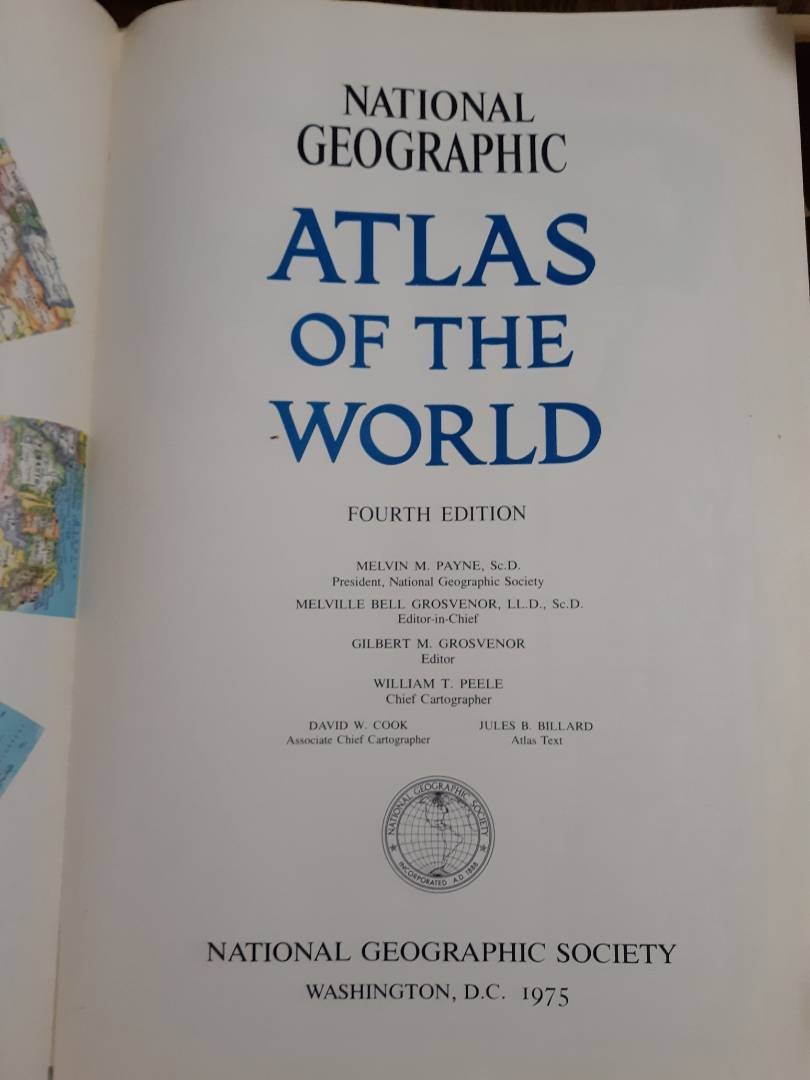 NATIONAL
GEOGRAPHIC
ATLAS
OF THE
WORLD
FOURTH EDITION
MELVIN M. PAYNE, Sc.D.
President, National Geographic Society
MELVILLE BELL GROSVENOR, LL.D., Sc.D.
Editor-in-Chief
GILBERT M. GROSVENOR
Editor
WILLIAM T. PEELE
Chief Cartographer
DAVID W. COOK
Associate Chief Cartographer
JULES B. BILLARD
Atlas Text
NATIONAL GEOGRAPHIC SOCIETY
INCORPORATED A.D. 1888
NATIONAL GEOGRAPHIC SOCIETY
WASHINGTON, D.C. 1975